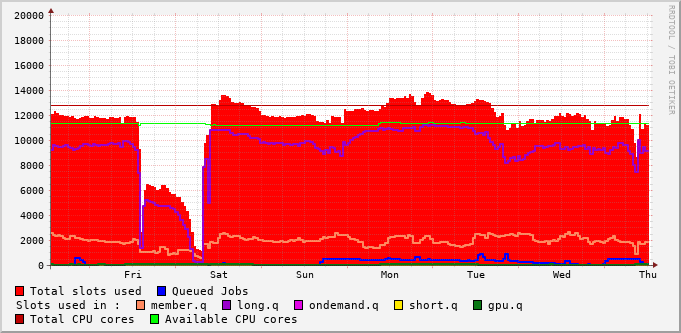 20000
18000
16000
14000
12000
10000
8000
6000
4000
2000
0
Fri Sat Sun Mon Tue Wed Thu
Total slots used Queued Jobs
Slots used in : member.q long.q ondemand.q short.q gpu.q
Total CPU cores Available CPU cores
RRDTOOL / TOBI OETIKER